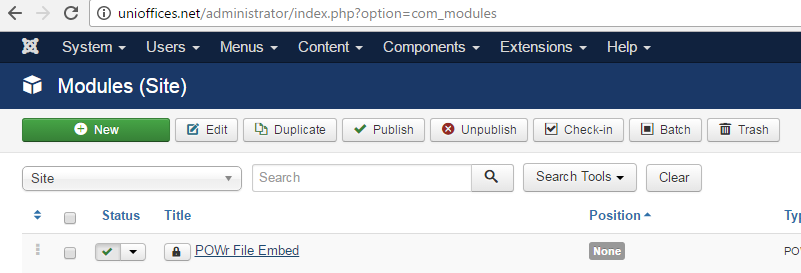 unioffices.net/administrator/index.php?option=com_modules
System Users Menus Content Components Extensions Help
Modules (Site)
New Edit Duplicate Publish Unpublish Check-in Batch Trash
Site Search Search Tools Clear
Status Title Position Ty
POWr File Embed None PO